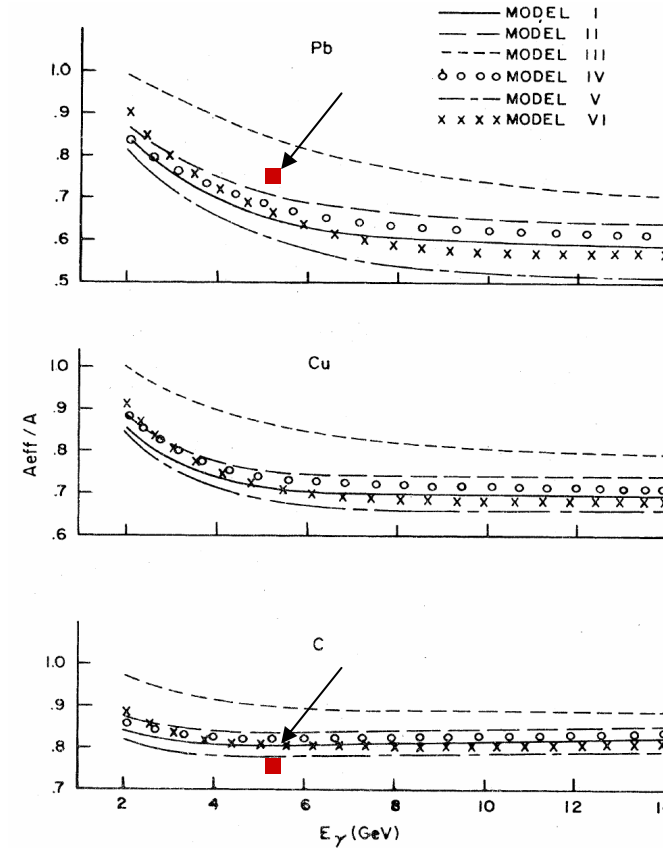 MODEL I
MODEL II
MODEL III
MODEL IV
MODEL V
MODEL VI
Pb
1.0
.9
.8
.7
.6
.5
Cu
1.0
.9
.8
.7
.6
Aeff/A
C
1.0
.9
.8
.7
2 4 6 8 10 12
Eγ (GeV)